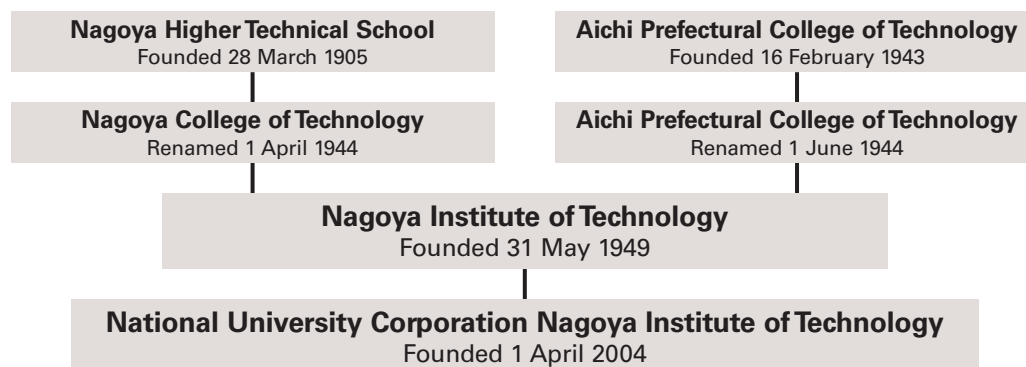 Nagoya Higher Technical School
Founded 28 March 1905
Aichi Prefectural College of Technology
Founded 16 February 1943
Nagoya College of Technology
Renamed 1 April 1944
Aichi Prefectural College of Technology
Renamed 1 June 1944
Nagoya Institute of Technology
Founded 31 May 1949
National University Corporation Nagoya Institute of Technology
Founded 1 April 2004